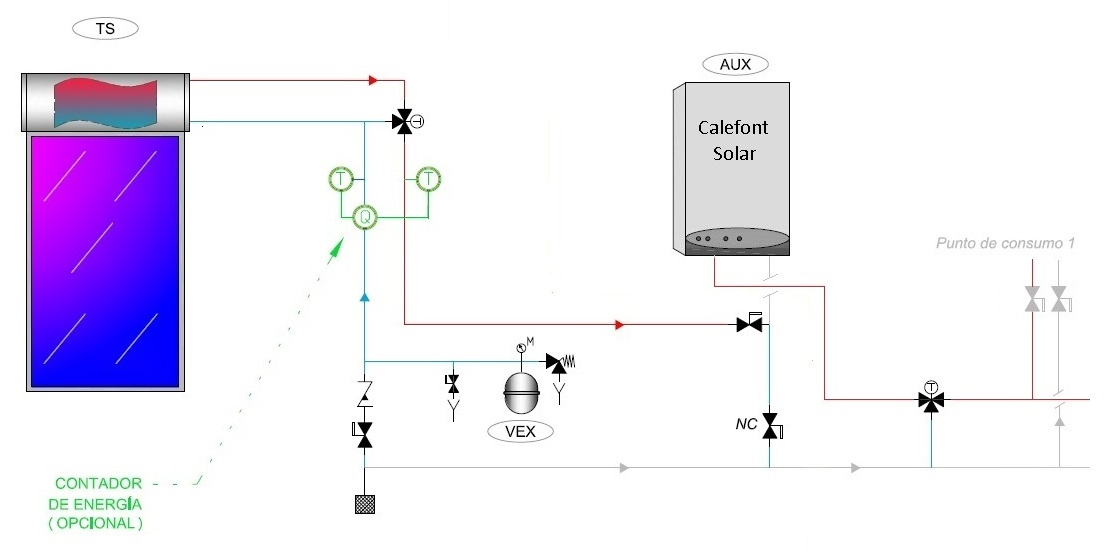 TS
AUX
Calefont
Solar
T
T
T
Q
Punto de consumo 1
M
T
NC
VEX
CONTADOR
DE ENERGÍA
( OPCIONAL )